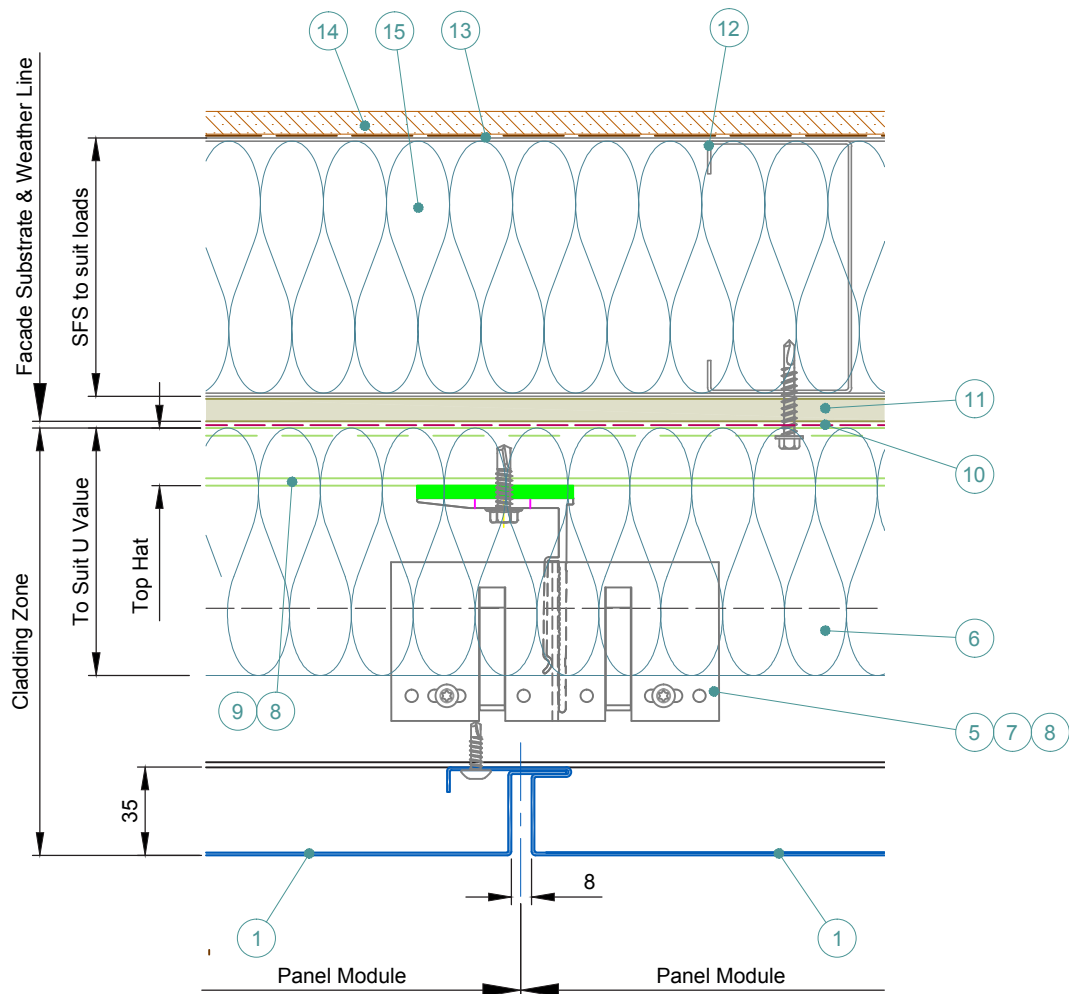 14
15
13
12
Facade Substrate & Weather Line
SFS to suit loads
11
10
Cladding Zone
To Suit U Value
Top Hat
6
9
8
5
7
8
35
8
1
1
Panel Module
Panel Module